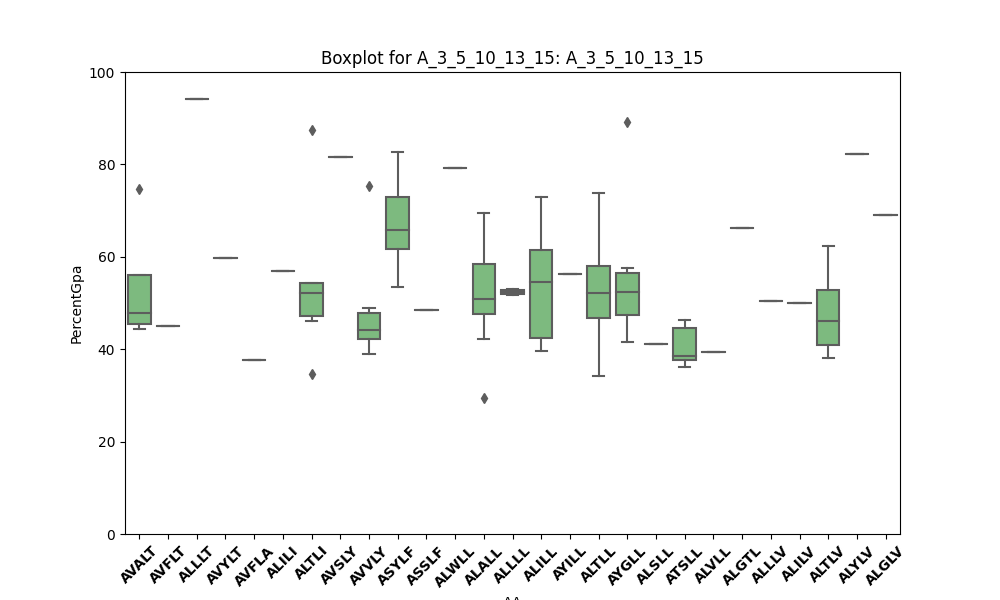 Boxplot for A_3_5_10_13_15: A_3_5_10_13_15
100
80
60
40
20
0
PercentGpa
AVALT AVFLT ALLLT AVYLT AVFLA ALILI ALTLI AVSLY AVVLY ASYLF ASSLF ALWLL ALALL ALLLL ALILL AYILL ALTLL AYGLL ALSLL ATSLL ALVLL ALGTL ALLLV ALILV ALTLV ALYLV ALGLV